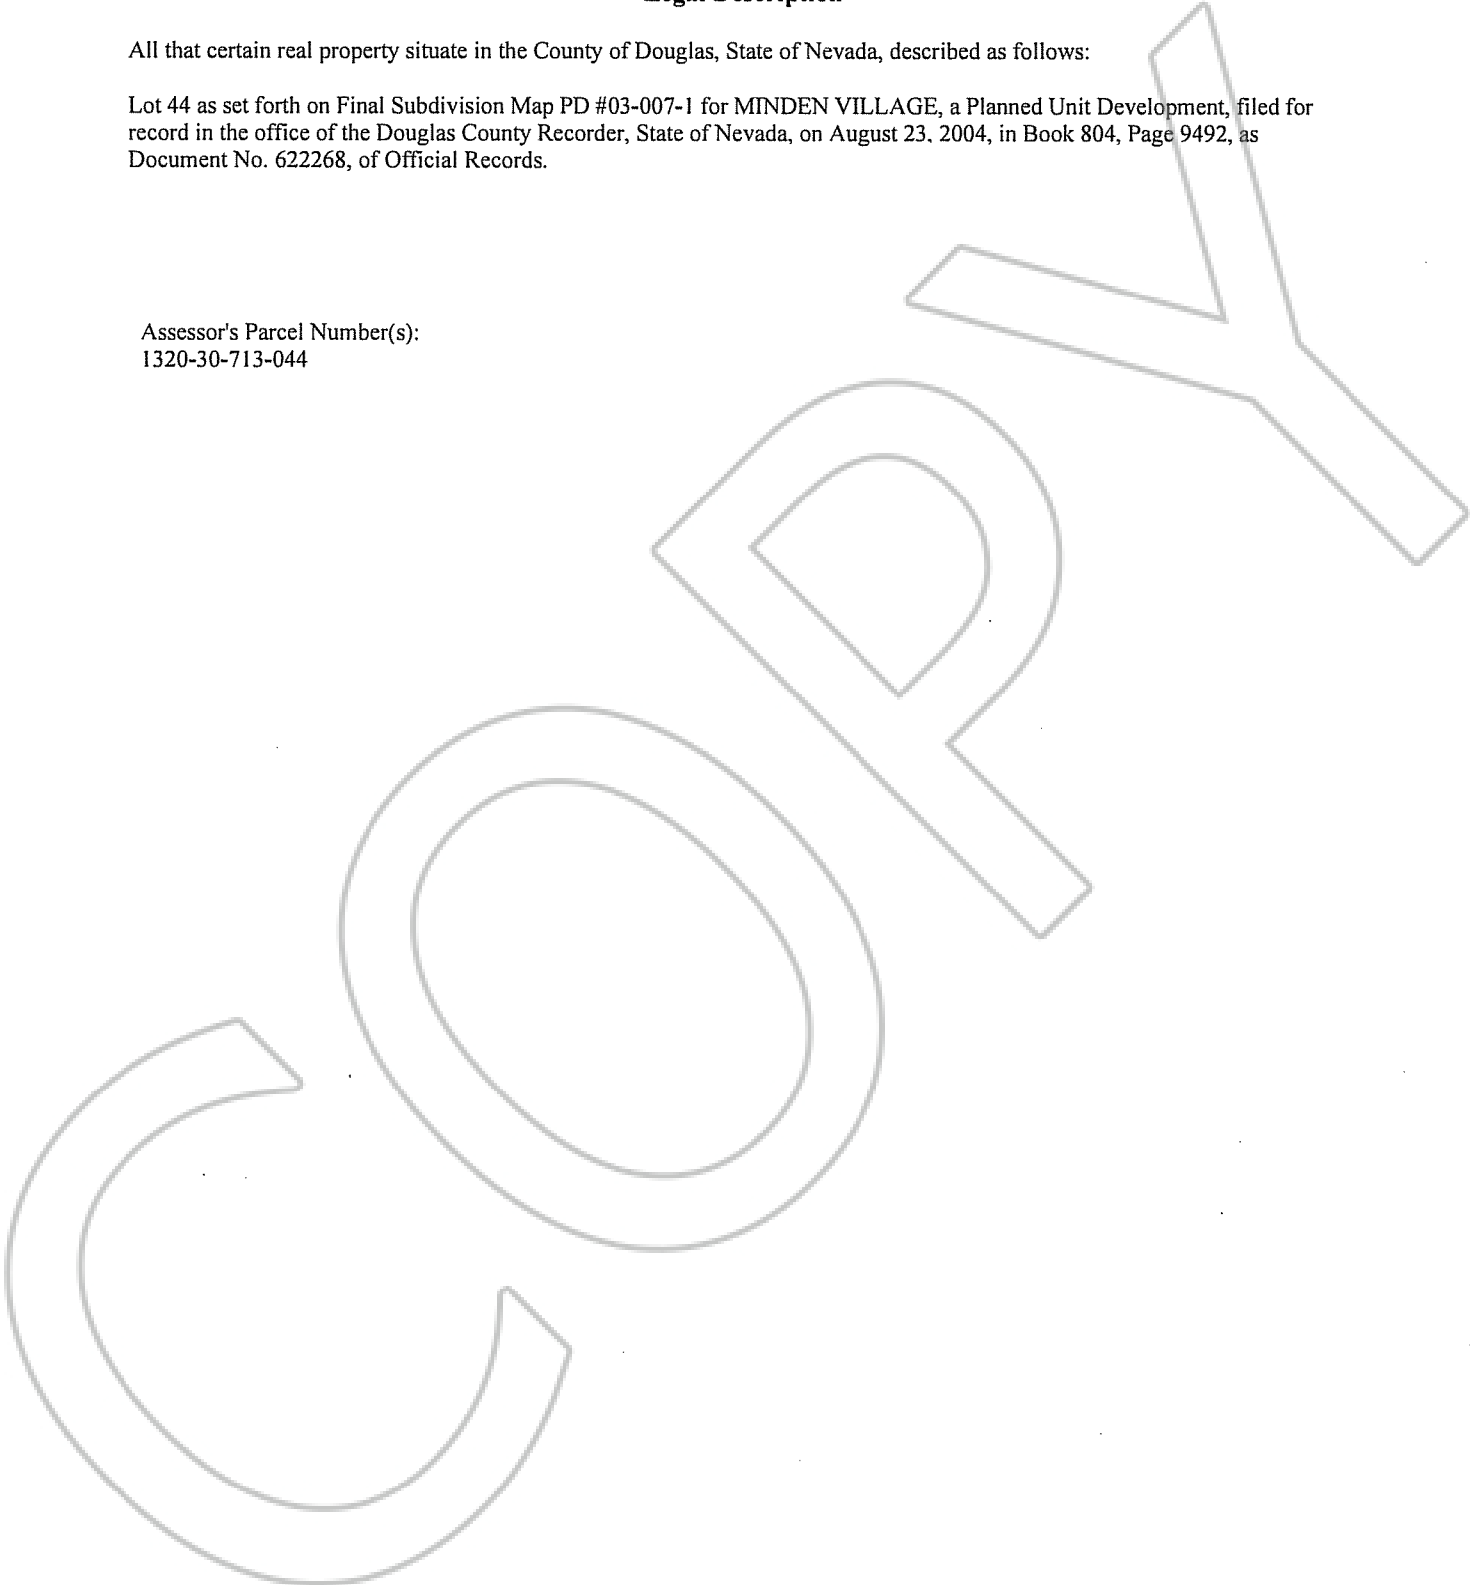 Legal Description
All that certain real property situate in the County of Douglas, State of Nevada, described as follows:
Lot 44 as set forth on Final Subdivision Map PD #03-007-1 for MINDEN VILLAGE, a Planned Unit Development, filed for
record in the office of the Douglas County Recorder, State of Nevada, on August 23. 2004, in Book 804, Page 9492, as
Document No. 622268, of Official Records.
Assessor's Parcel Number(s):
1320-30-713-044
COPY